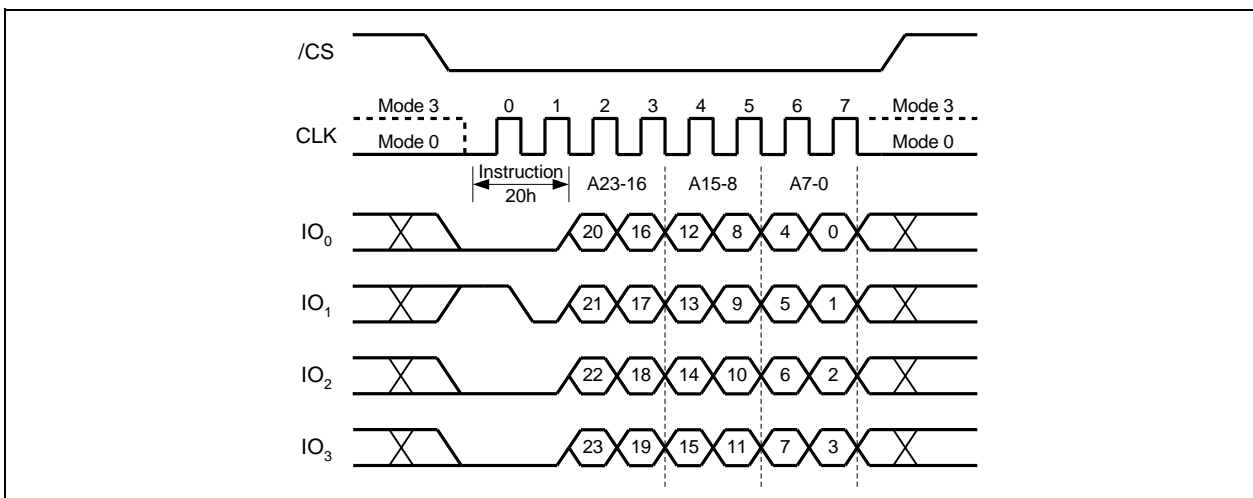 /CS
Mode 3 0 1 2 3 4 5 6 7 Mode 3
CLK
Mode 0 Mode 0
Instruction A23-16 A15-8 A7-0
20h
IO0 20 16 12 8 4 0
IO1 21 17 13 9 5 1
IO2 22 18 14 10 6 2
IO3 23 19 15 11 7 3